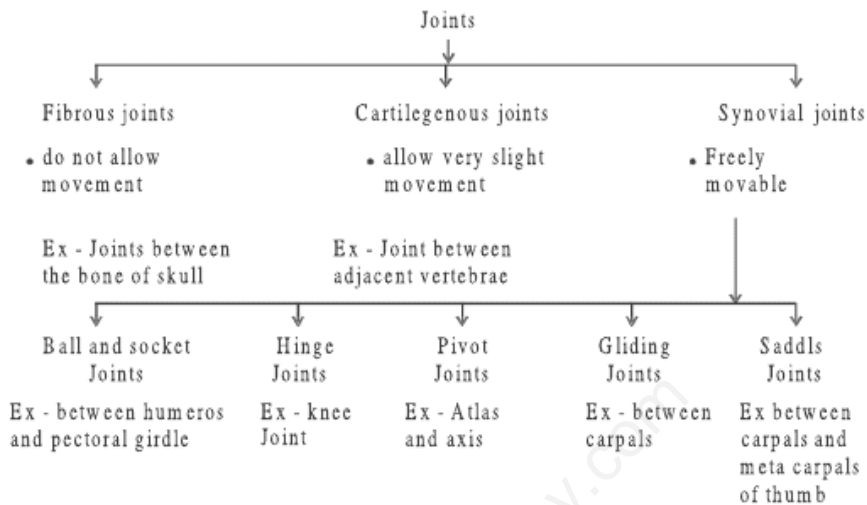 Joints
Fibrous joints
Cartilegenous joints
Synovial joints
• do not allow
movement
• allow very slight
movement
• Freely
movable
Ex - Joints between
the bone of skull
Ex - Joint between
adjacent vertebrae
Ball and socket
Joints
Hinge
Joints
Pivot
Joints
Gliding
Joints
Saddls
Joints
Ex - between humeros
and pectoral girdle
Ex - knee
Joint
Ex - Atlas
and axis
Ex - between
carpals
Ex between
carpals and
meta carpals
of thumb
y.com